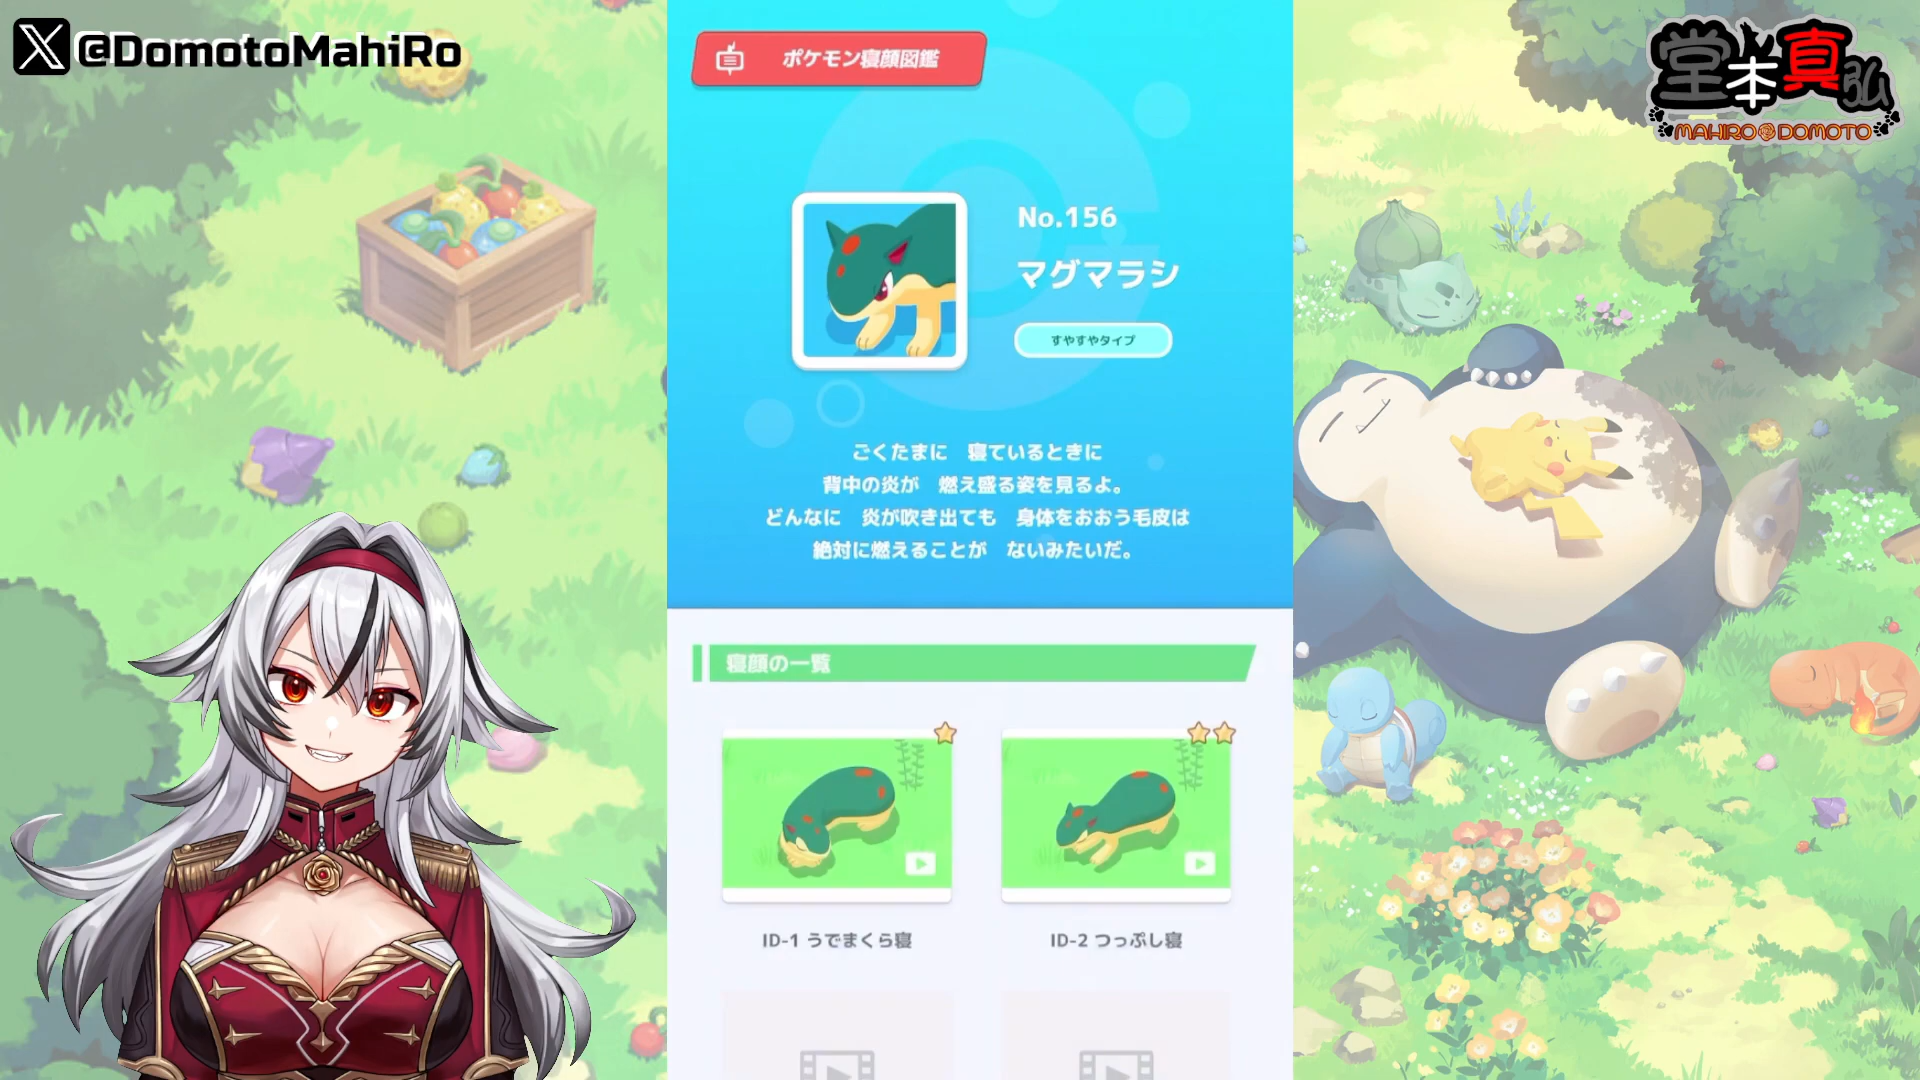 @DomotoMahiRo
ポケモン寝顔図鑑
堂本真弘
MAHIRO DOMOTO
No.156
マグマラシ
すやすやタイプ
ごくたまに　寝ているときに
背中の炎が　燃え盛る姿を見るよ。
どんなに　炎が吹き出ても　身体をおおう毛皮は
絶対に燃えることが　ないみたいだ。
寝顔の一覧
ID-1 うでまくら寝
ID-2 つっぷし寝